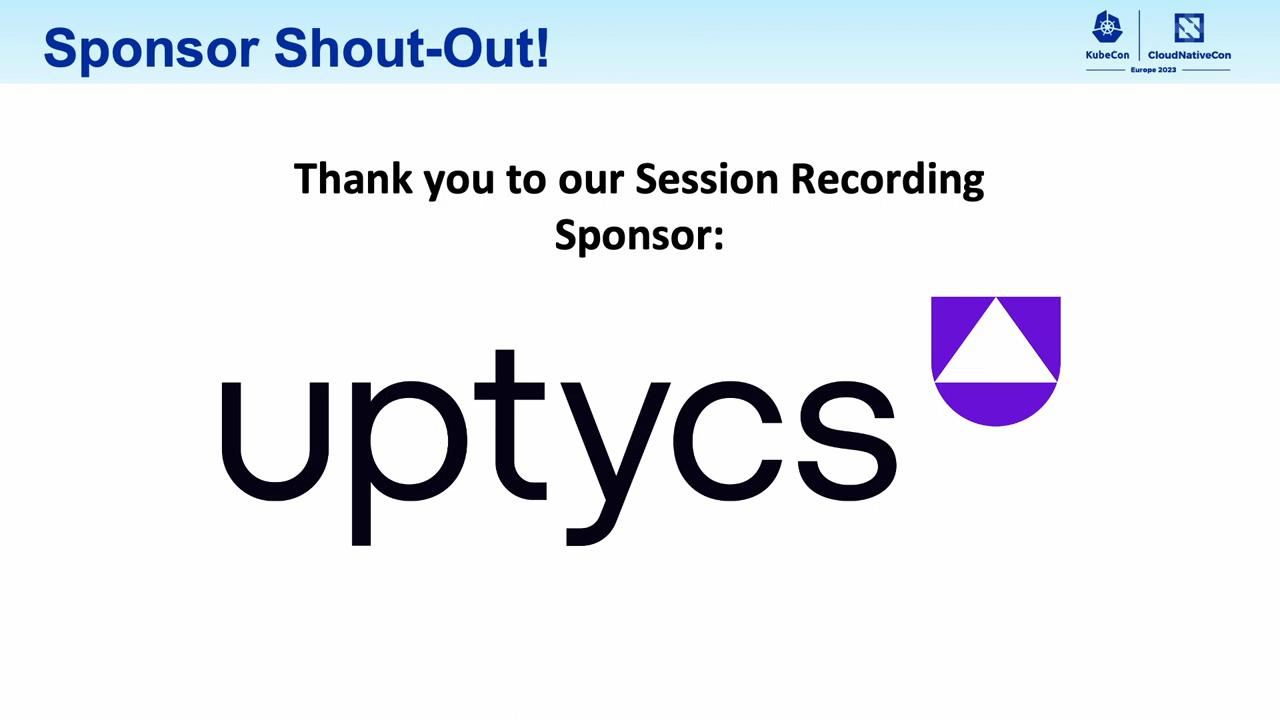 Sponsor Shout-Out!
KubeCon
CloudNativeCon
Europe 2023
Thank you to our Session Recording
Sponsor:
uptycs